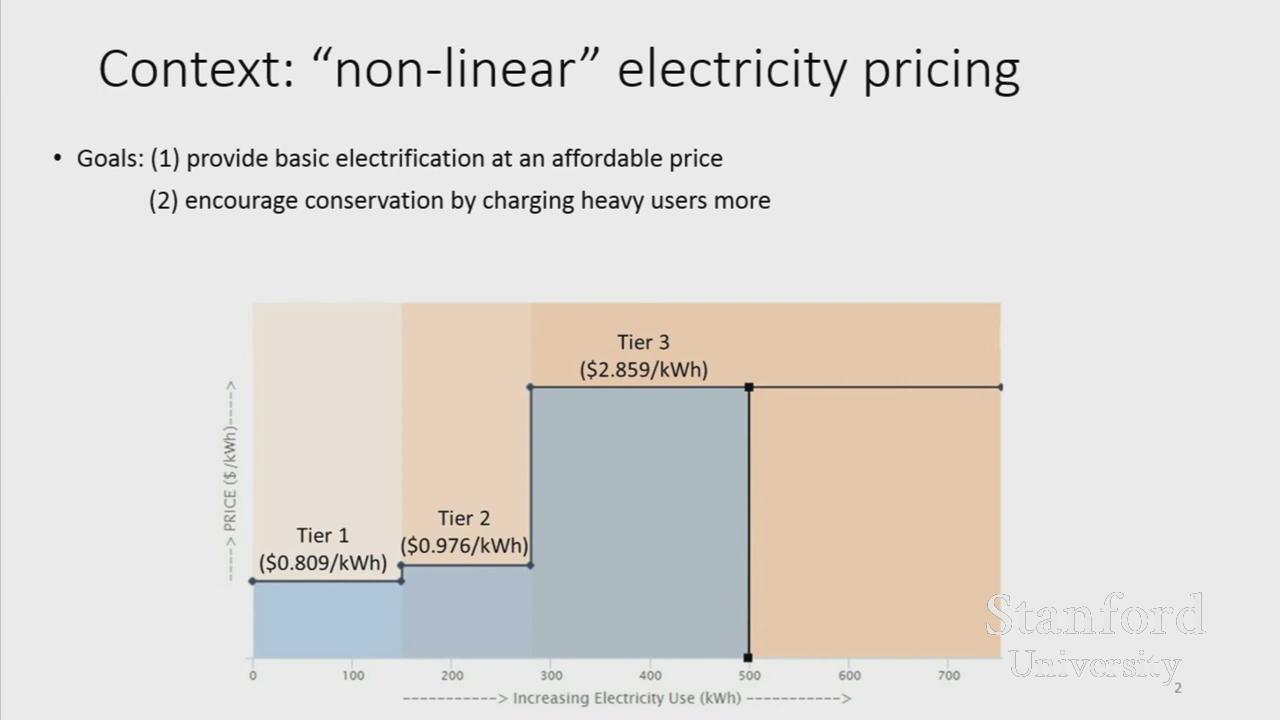 Context: “non-linear” electricity pricing
• Goals: (1) provide basic electrification at an affordable price
(2) encourage conservation by charging heavy users more
Tier 3
($2.859/kWh)
Tier 2
($0.976/kWh)
Tier 1
($0.809/kWh)
----> PRICE ($/kWh)----->
0 100 200 300 400 500 600 700
-----------> Increasing Electricity Use (kWh) ----------->
Stanford
University
2